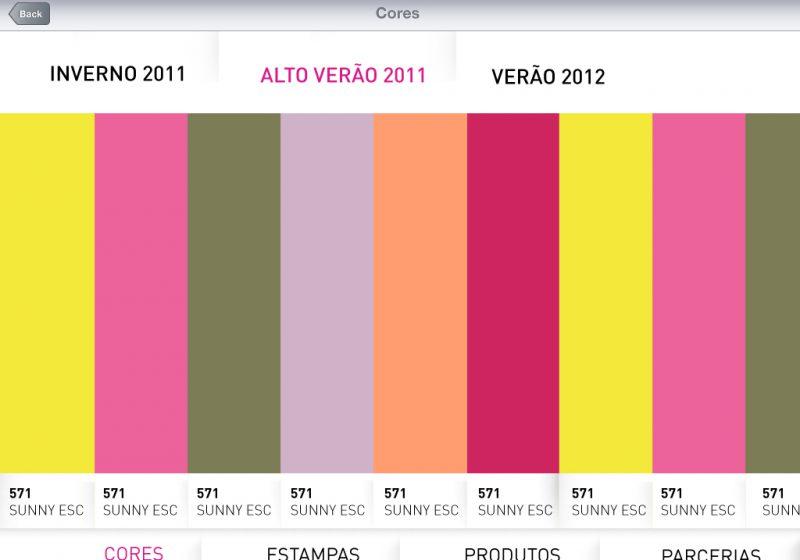 Back
Cores
INVERNO 2011
ALTO VERÃO 2011
VERÃO 2012
571
SUNNY ESC
571
SUNNY ESC
571
SUNNY ESC
571
SUNNY ESC
571
SUNNY ESC
571
SUNNY ESC
571
SUNNY ESC
571
SUNNY ESC
571
SUNN
CORES
ESTAMPAS
PRODUTOS
PARCERIAS